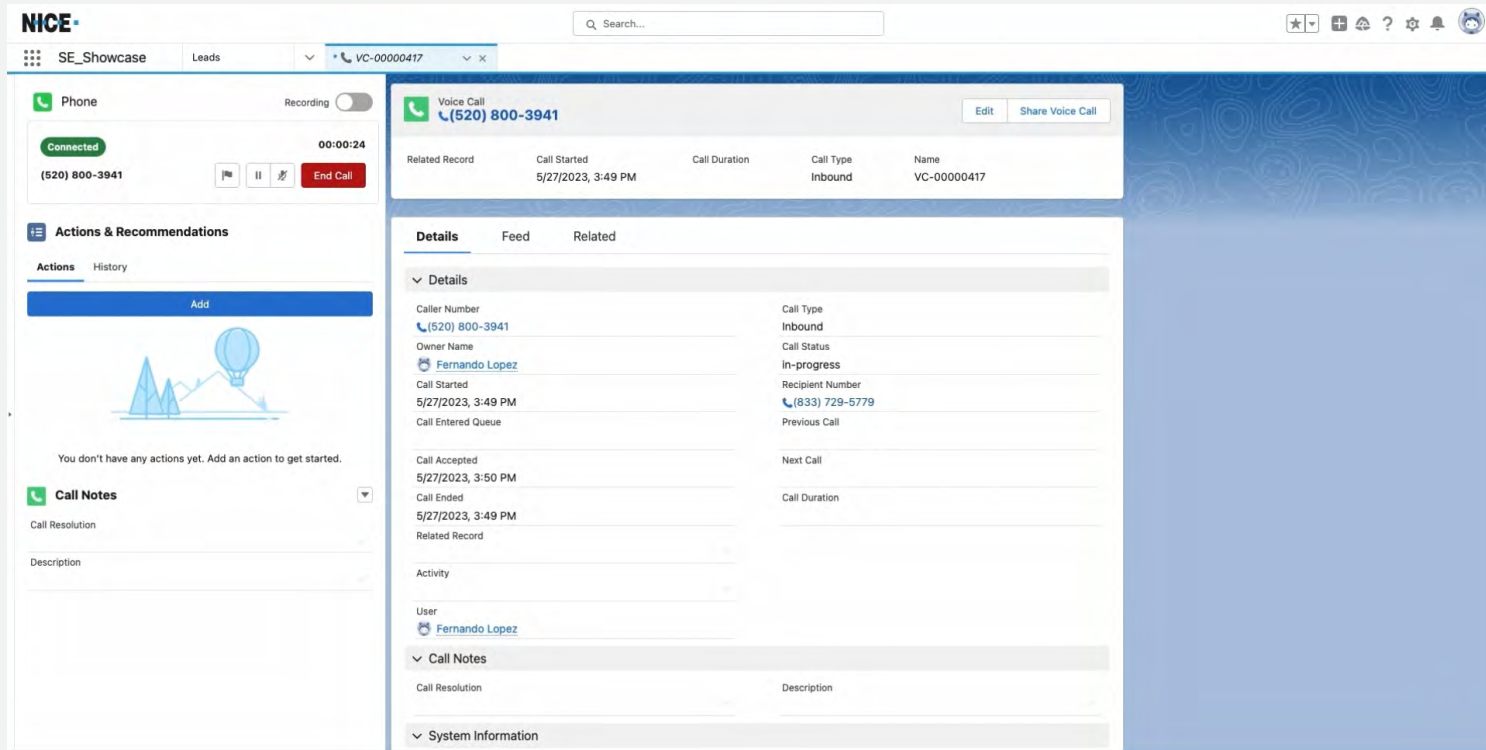 NICE
Search...
SE_Showcase
Leads
* VC-00000417
Phone
Recording
Connected
00:00:24
(520) 800-3941
End Call
Actions & Recommendations
Actions
History
Add
You don't have any actions yet. Add an action to get started.
Call Notes
Call Resolution
Description
Voice Call
(520) 800-3941
Edit
Share Voice Call
Related Record
Call Started
Call Duration
Call Type
Name
5/27/2023, 3:49 PM
Inbound
VC-00000417
Details
Feed
Related
Details
Caller Number
(520) 800-3941
Call Type
Inbound
Owner Name
Fernando Lopez
Call Status
in-progress
Call Started
5/27/2023, 3:49 PM
Recipient Number
(833) 729-5779
Call Entered Queue
Previous Call
Call Accepted
5/27/2023, 3:50 PM
Next Call
Call Ended
5/27/2023, 3:49 PM
Call Duration
Related Record
Activity
User
Fernando Lopez
Call Notes
Call Resolution
Description
System Information